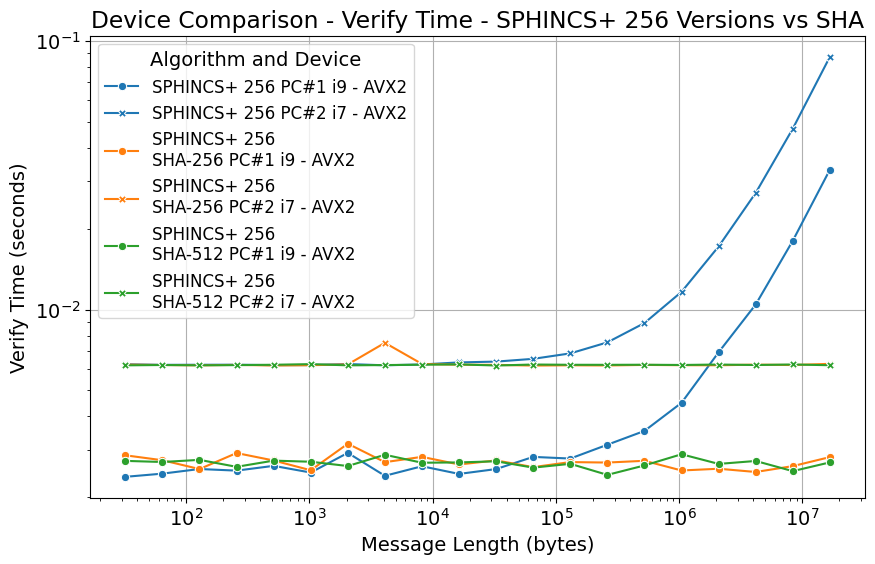 Device Comparison - Verify Time - SPHINCS+ 256 Versions vs SHA
10⁻¹
10⁻²
Verify Time (seconds)
Algorithm and Device
SPHINCS+ 256 PC#1 i9 - AVX2
SPHINCS+ 256 PC#2 i7 - AVX2
SPHINCS+ 256
SHA-256 PC#1 i9 - AVX2
SPHINCS+ 256
SHA-256 PC#2 i7 - AVX2
SPHINCS+ 256
SHA-512 PC#1 i9 - AVX2
SPHINCS+ 256
SHA-512 PC#2 i7 - AVX2
10² 10³ 10⁴ 10⁵ 10⁶ 10⁷
Message Length (bytes)